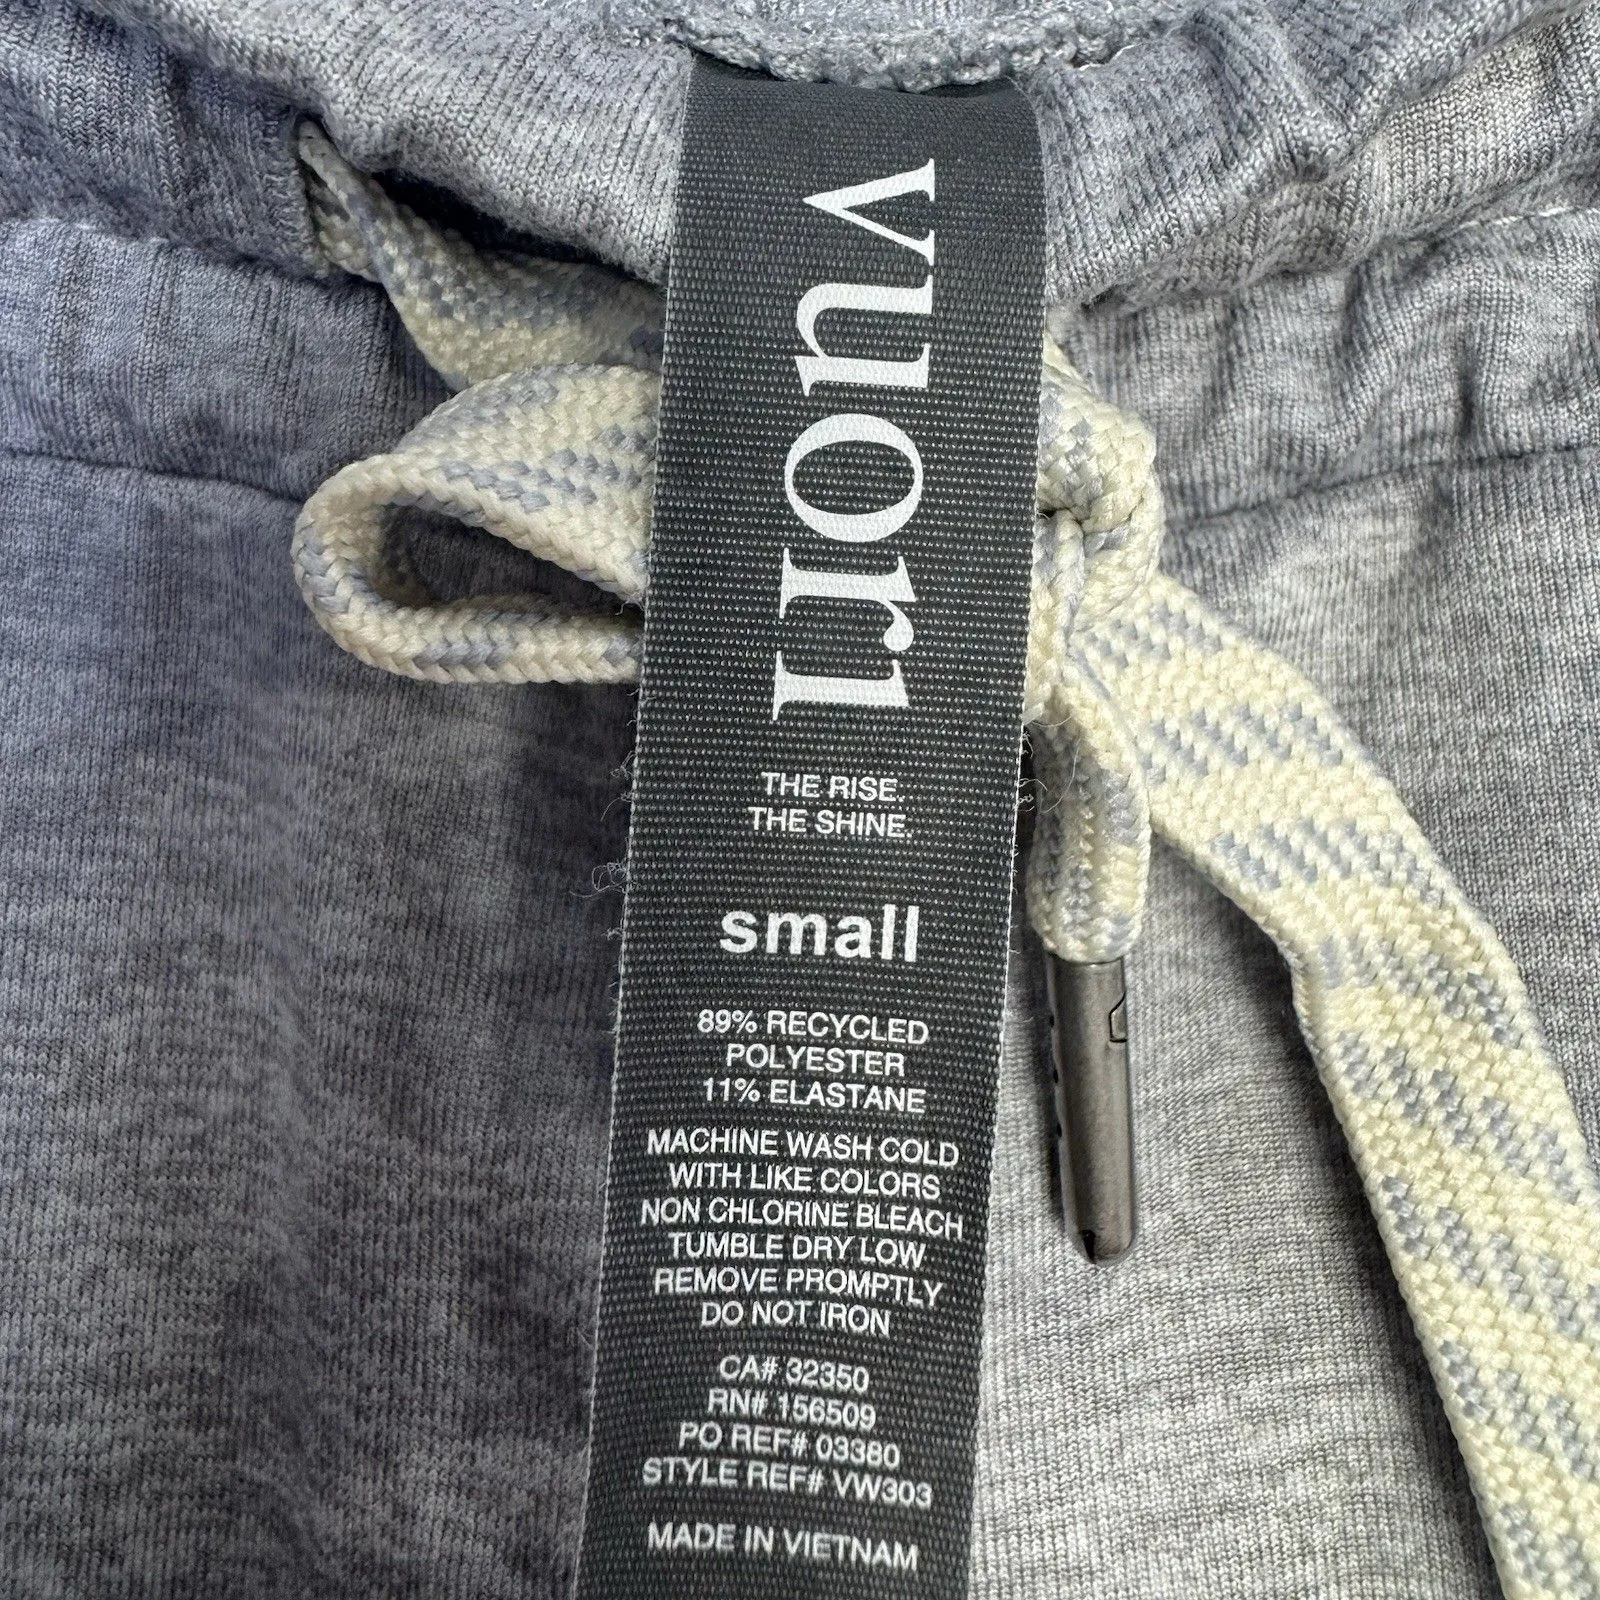 vuori
THE RISE.
THE SHINE.
small
89% RECYCLED
POLYESTER
11% ELASTANE
MACHINE WASH COLD
WITH LIKE COLORS
NON CHLORINE BLEACH
TUMBLE DRY LOW
REMOVE PROMPTLY
DO NOT IRON
CA# 32350
RN# 156509
PO REF# 03380
STYLE REF# VW303
MADE IN VIETNAM